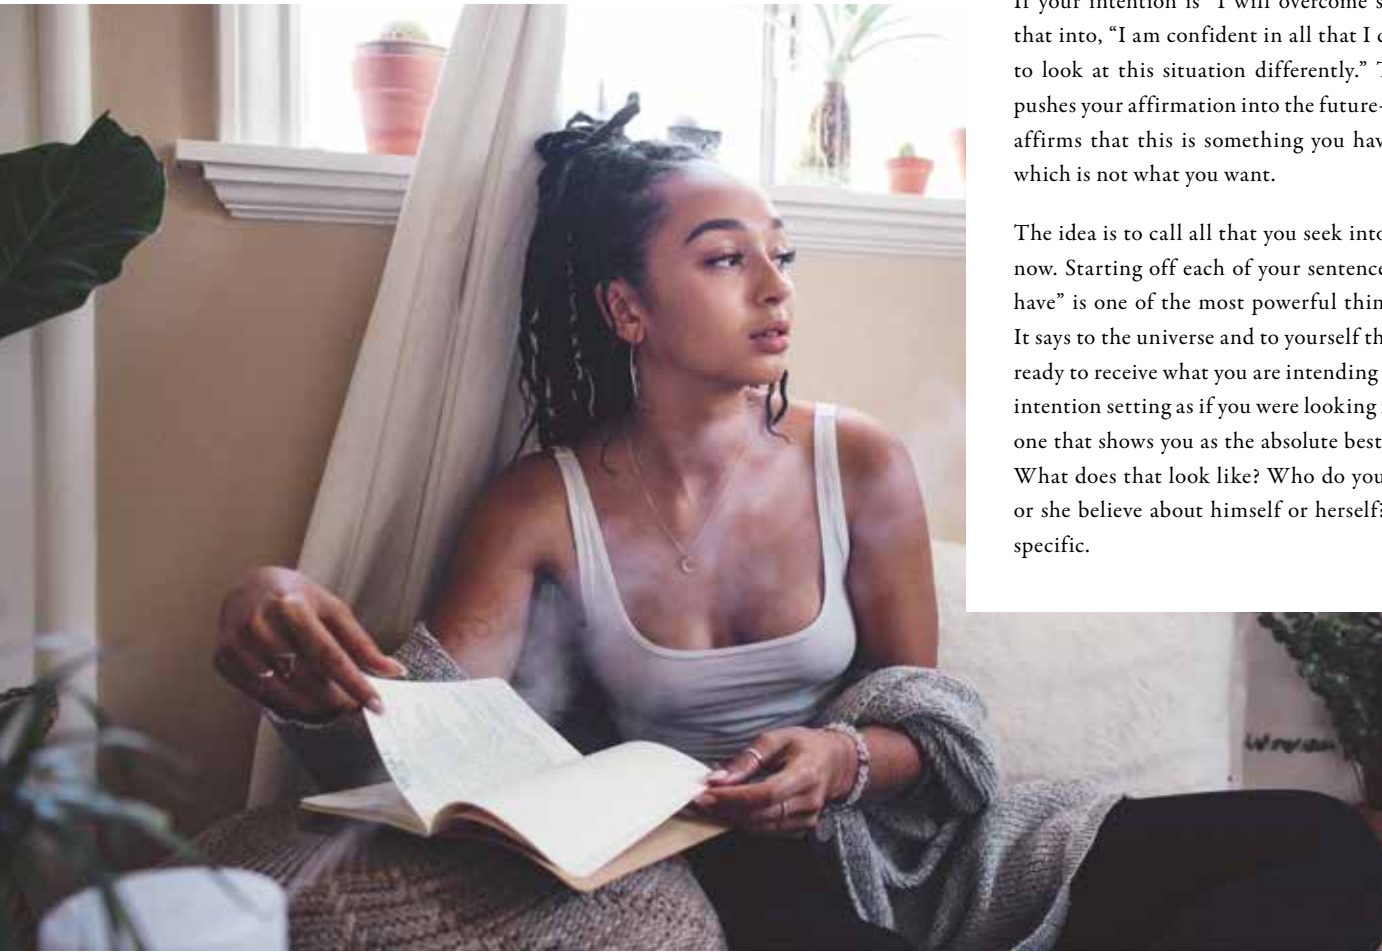 If your intention is “I will overcome
that into, “I am confident in all that I
to look at this situation differently.”
pushes your affirmation into the future-
affirms that this is something you
which is not what you want.
The idea is to call all that you seek
now. Starting off each of your
have” is one of the most powerful
It says to the universe and to yourself
ready to receive what you are intending
intention setting as if you were looking
one that shows you as the absolute best
What does that look like? Who do you
or she believe about himself or herself?
specific.